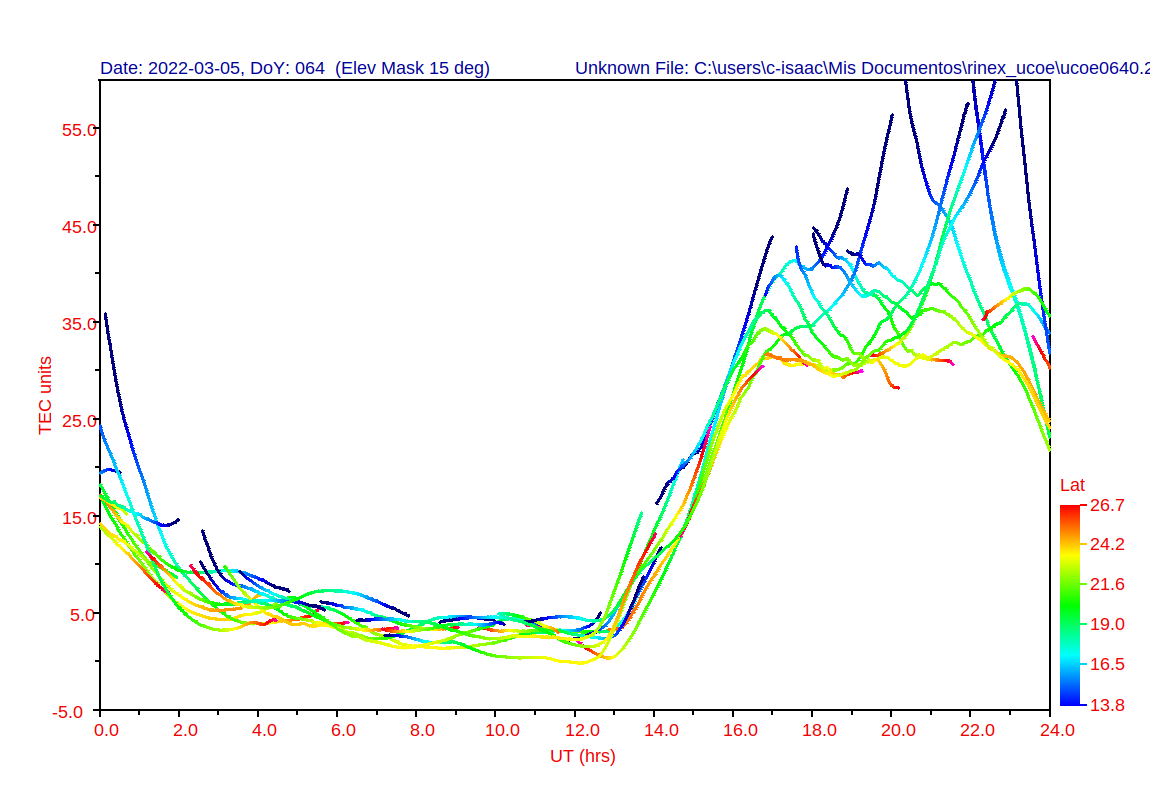 Date: 2022-03-05, DoY: 064  (Elev Mask 15 deg) Unknown File: C:\users\c-isaac\Mis Documentos\rinex_ucoe\ucoe0640.2
55.0
45.0
35.0
25.0
15.0
5.0
-5.0
TEC units
0.0 2.0 4.0 6.0 8.0 10.0 12.0 14.0 16.0 18.0 20.0 22.0 24.0
UT (hrs)
Lat
26.7
24.2
21.6
19.0
16.5
13.8